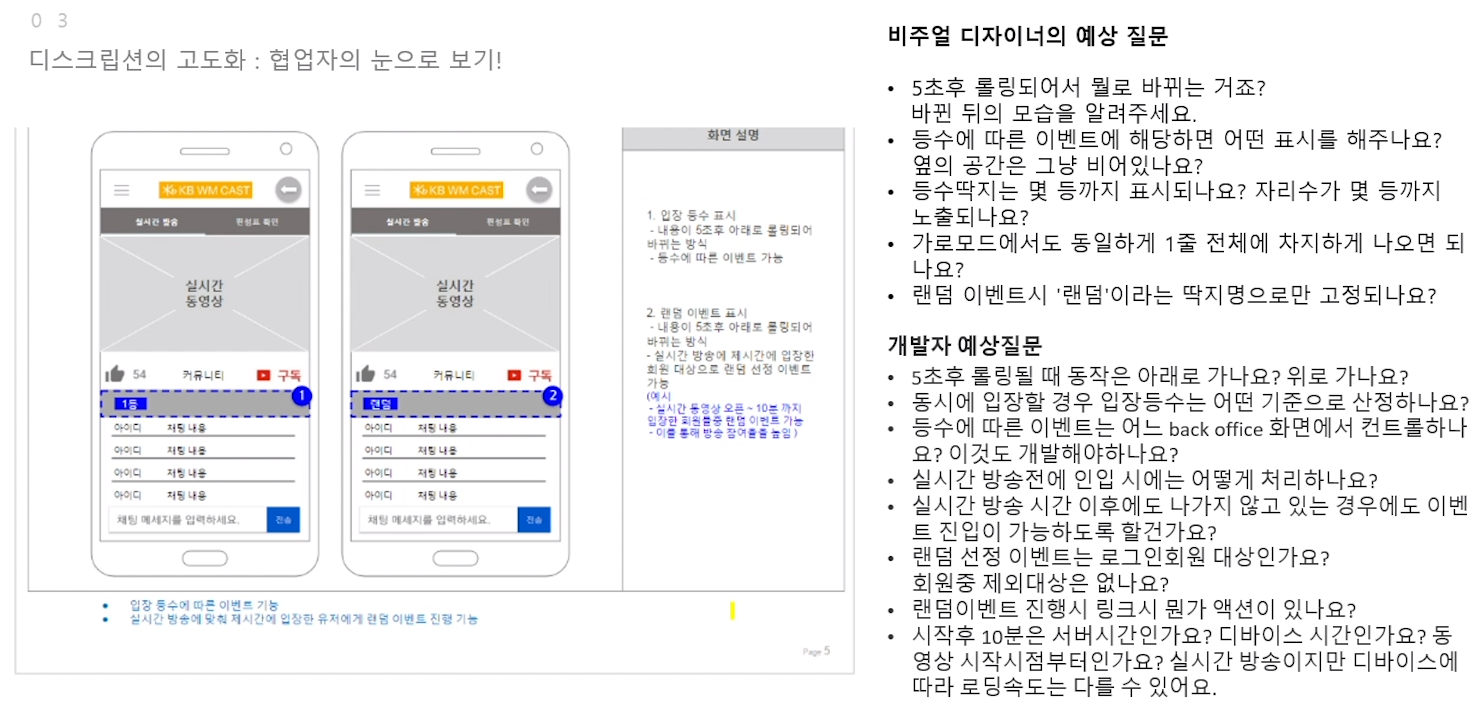 0 3
디스크립션의 고도화 : 협업자의 눈으로 보기!
KB WM CAST
실시간 방송
편성표 확인
실시간
동영상
54
커뮤니티
구독
1
1등
아이디 채팅 내용
아이디 채팅 내용
아이디 채팅 내용
아이디 채팅 내용
채팅 메세지를 입력하세요.
전송
KB WM CAST
실시간 방송
편성표 확인
실시간
동영상
54
커뮤니티
구독
2
랜덤
아이디 채팅 내용
아이디 채팅 내용
아이디 채팅 내용
아이디 채팅 내용
채팅 메세지를 입력하세요.
전송
화면 설명
1. 입장 등수 표시
- 내용이 5초후 아래로 롤링되어
바뀌는 방식
- 등수에 따른 이벤트 가능
2. 랜덤 이벤트 표시
- 내용이 5초후 아래로 롤링되어
바뀌는 방식
- 실시간 방송에 제시간에 입장한
회원 대상으로 랜덤 선정 이벤트
가능
(예시
- 실시간 동영상 오픈 ~ 10분 까지
입장한 회원들중 랜덤 이벤트 가능
- 이를 통해 방송 참여율을 높임 )
• 입장 등수에 따른 이벤트 기능
• 실시간 방송에 맞춰 제시간에 입장한 유저에게 랜덤 이벤트 진행 기능
Page 5
비주얼 디자이너의 예상 질문
• 5초후 롤링되어서 뭘로 바뀌는 거죠?
바뀐 뒤의 모습을 알려주세요.
• 등수에 따른 이벤트에 해당하면 어떤 표시를 해주나요?
옆의 공간은 그냥 비어있나요?
• 등수딱지는 몇 등까지 표시되나요? 자리수가 몇 등까지
노출되나요?
• 가로모드에서도 동일하게 1줄 전체에 차지하게 나오면 되
나요?
• 랜덤 이벤트시 '랜덤'이라는 딱지명으로만 고정되나요?
개발자 예상질문
• 5초후 롤링될 때 동작은 아래로 가나요? 위로 가나요?
• 동시에 입장할 경우 입장등수는 어떤 기준으로 산정하나요?
• 등수에 따른 이벤트는 어느 back office 화면에서 컨트롤하나
요? 이것도 개발해야하나요?
• 실시간 방송전에 인입 시에는 어떻게 처리하나요?
• 실시간 방송 시간 이후에도 나가지 않고 있는 경우에도 이벤
트 진입이 가능하도록 할건가요?
• 랜덤 선정 이벤트는 로그인회원 대상인가요?
회원중 제외대상은 없나요?
• 랜덤이벤트 진행시 링크시 뭔가 액션이 있나요?
• 시작후 10분은 서버시간인가요? 디바이스 시간인가요? 동
영상 시작시점부터인가요? 실시간 방송이지만 디바이스에
따라 로딩속도는 다를 수 있어요.